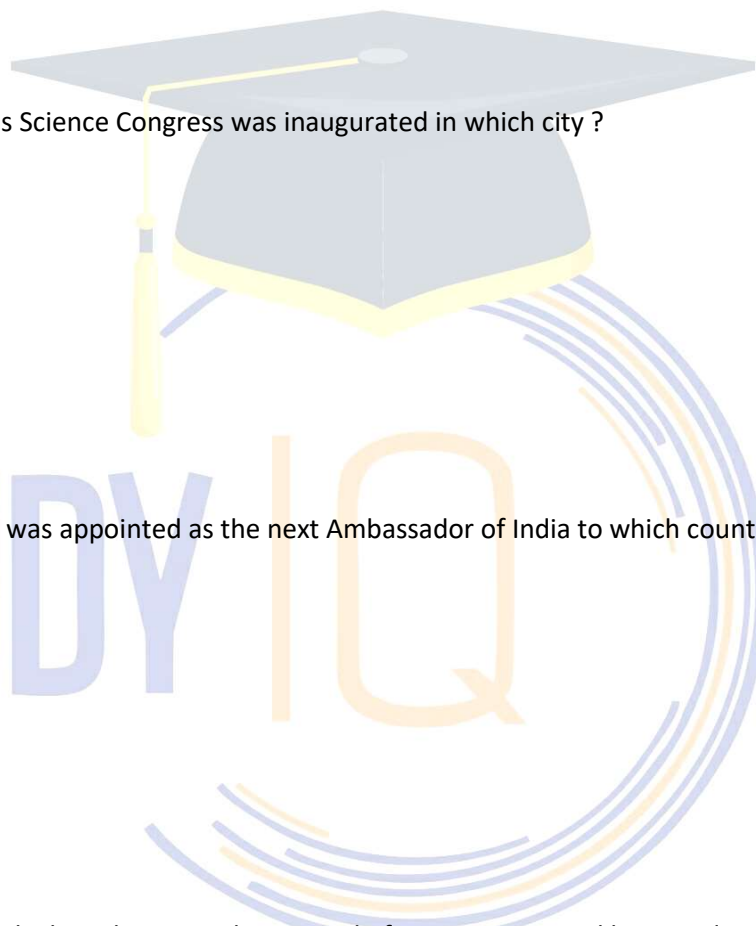 s Science Congress was inaugurated in which city ?
was appointed as the next Ambassador of India to which count
DY IQ